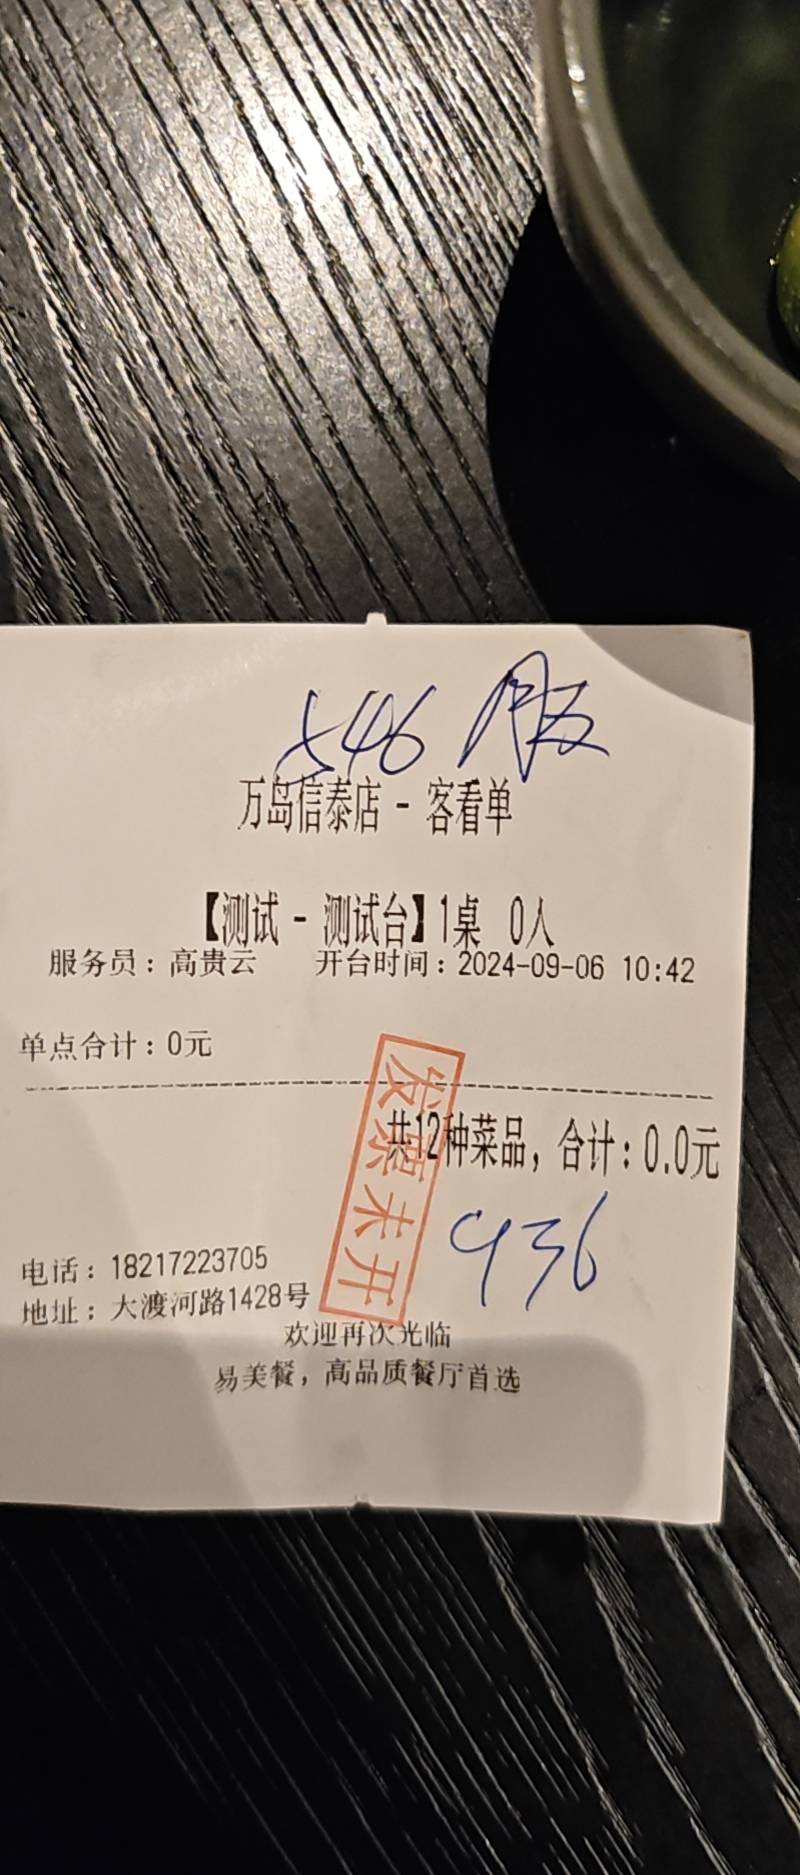 546
万岛信泰店 - 客看单
【测试 - 测试台】1桌 0人
服务员：高贵云 开台时间：2024-09-06 10:42
单点合计：0元
共12种菜品，合计：0.0元
发票未开
936
电话：18217223705
地址：大渡河路1428号
欢迎再次光临
易美餐，高品质餐厅首选